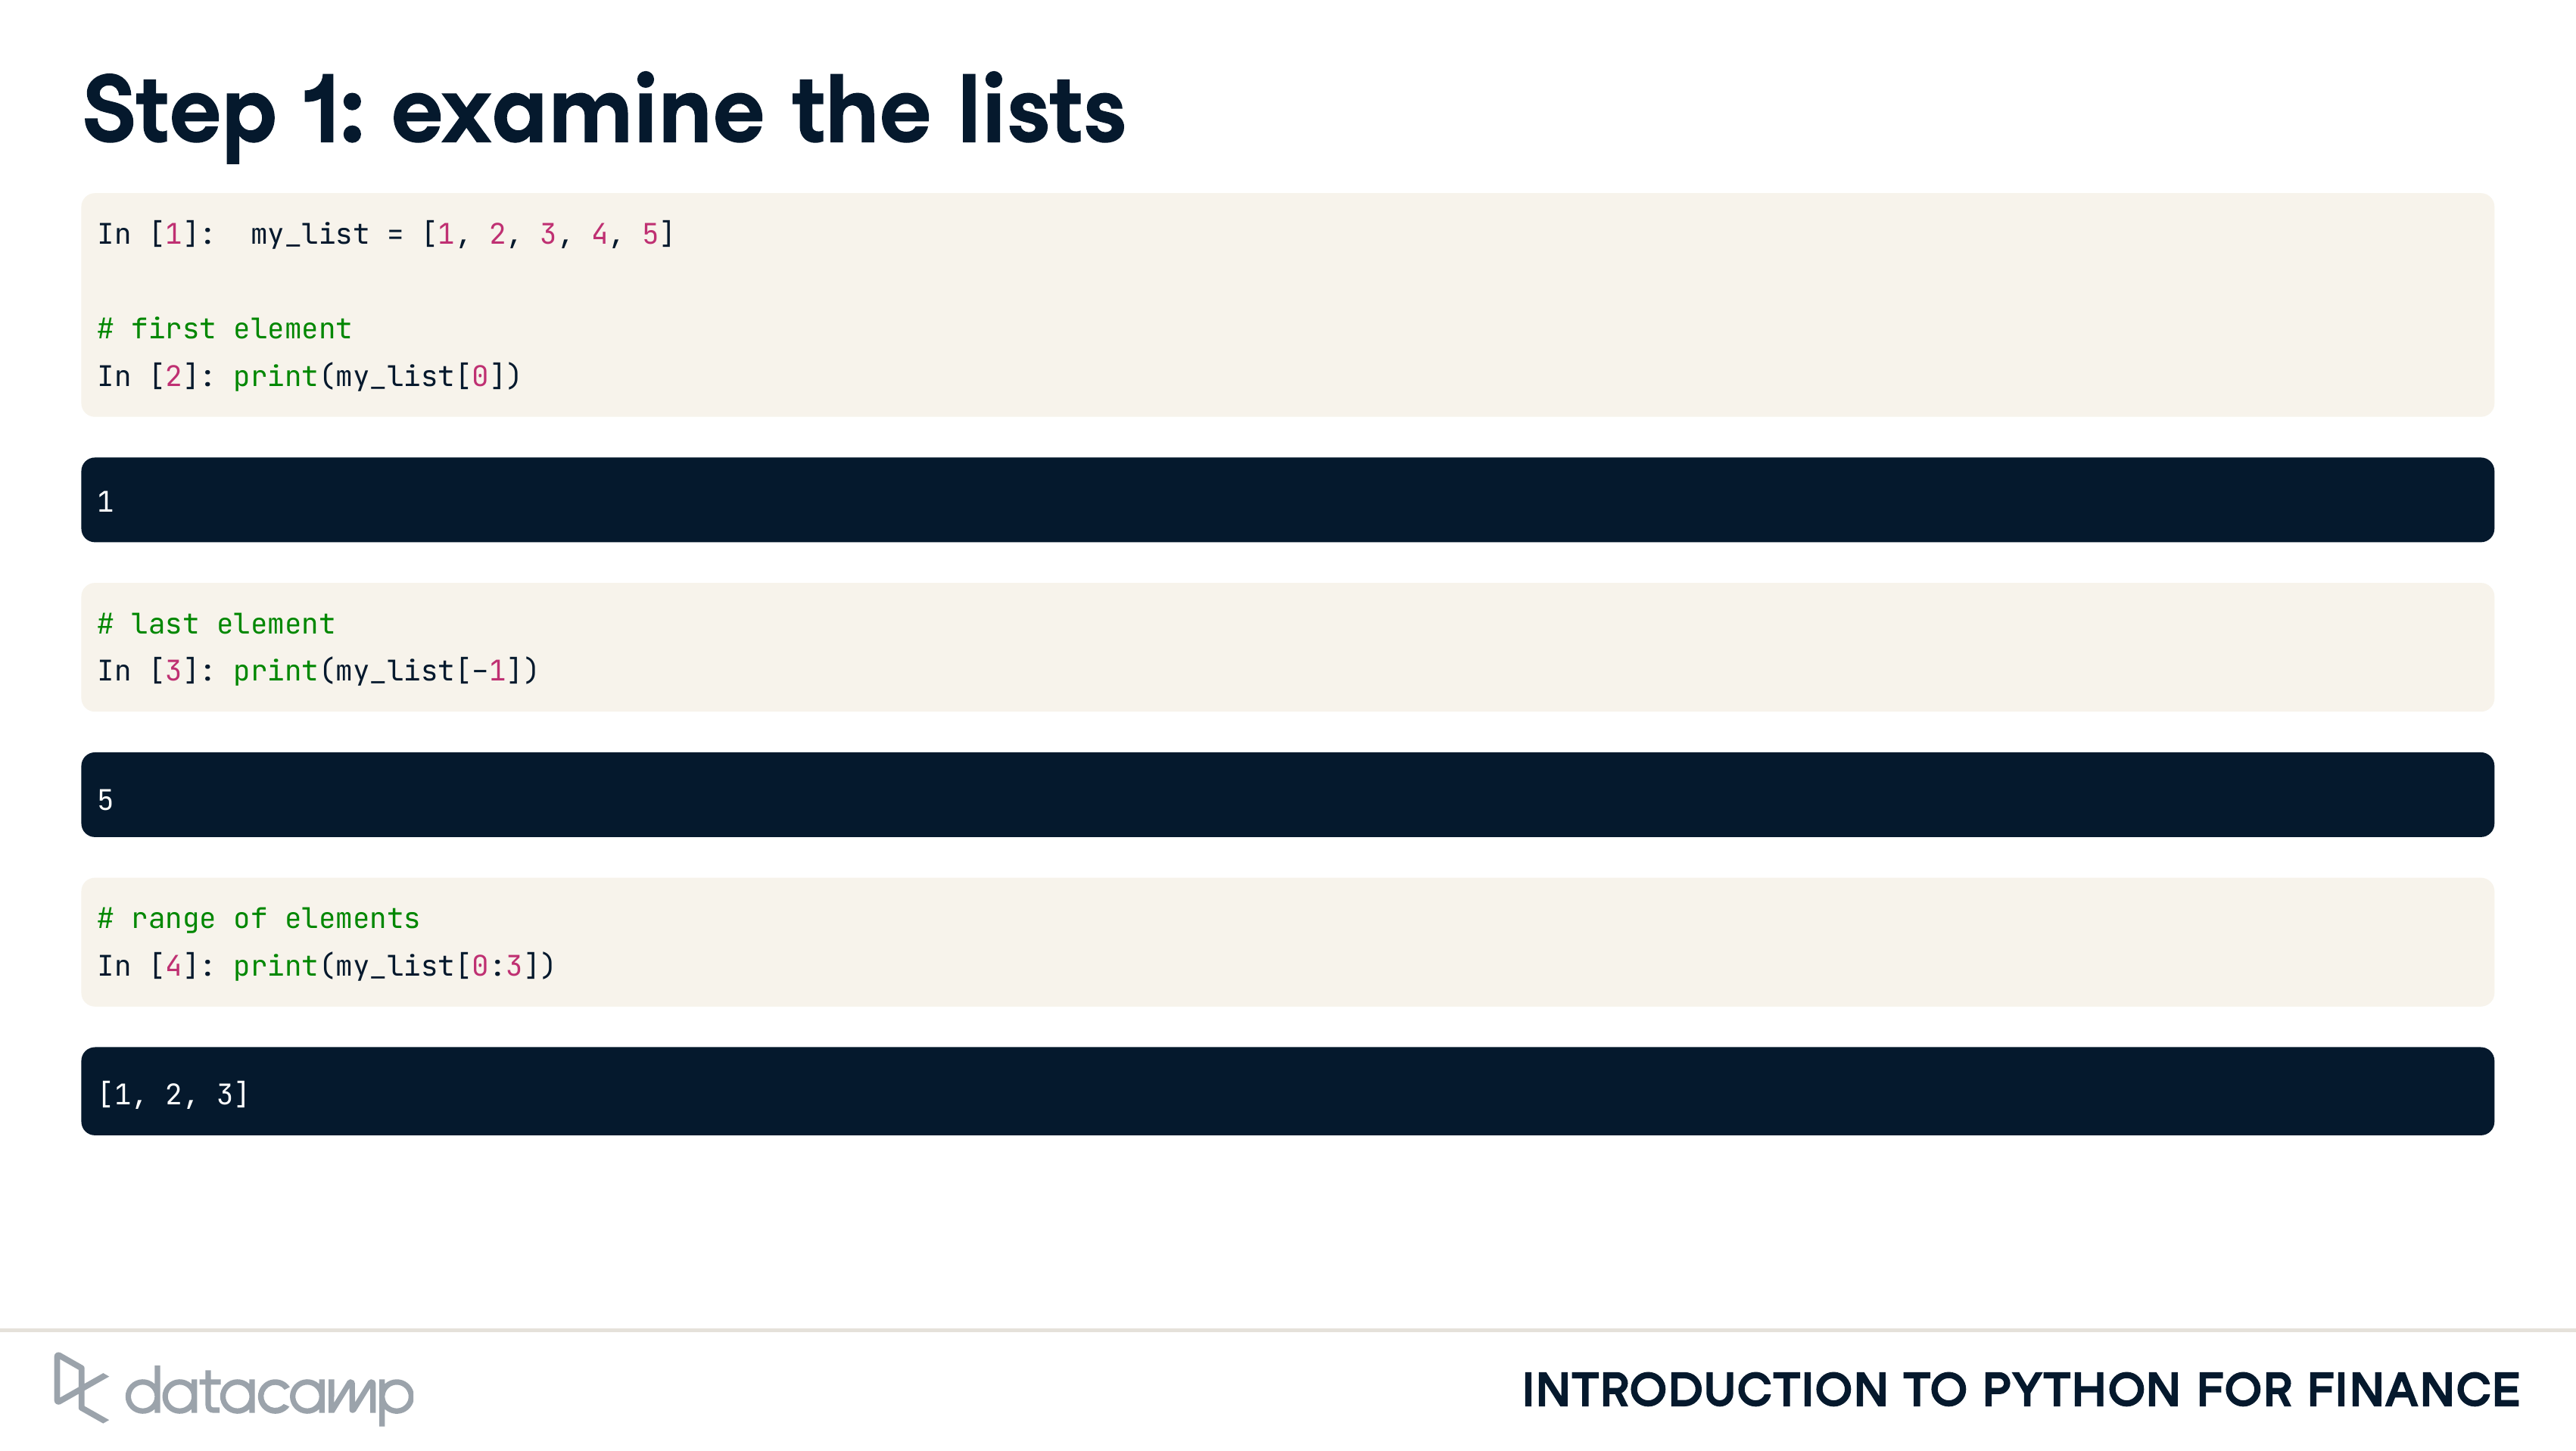 Step 1: examine the lists
In [1]:  my_list = [1, 2, 3, 4, 5]
# first element
In [2]: print(my_list[0])
1
# last element
In [3]: print(my_list[-1])
5
# range of elements
In [4]: print(my_list[0:3])
[1, 2, 3]
datacamp
INTRODUCTION TO PYTHON FOR FINANCE